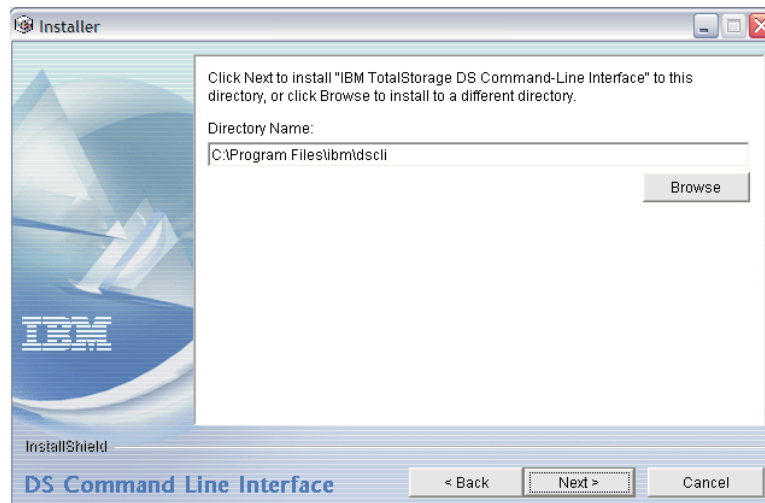 Installer
Click Next to install "IBM TotalStorage DS Command-Line Interface" to this
directory, or click Browse to install to a different directory.
Directory Name:
C:\Program Files\ibm\dscli
Browse
IBM
InstallShield
DS Command Line Interface
< Back
Next >
Cancel